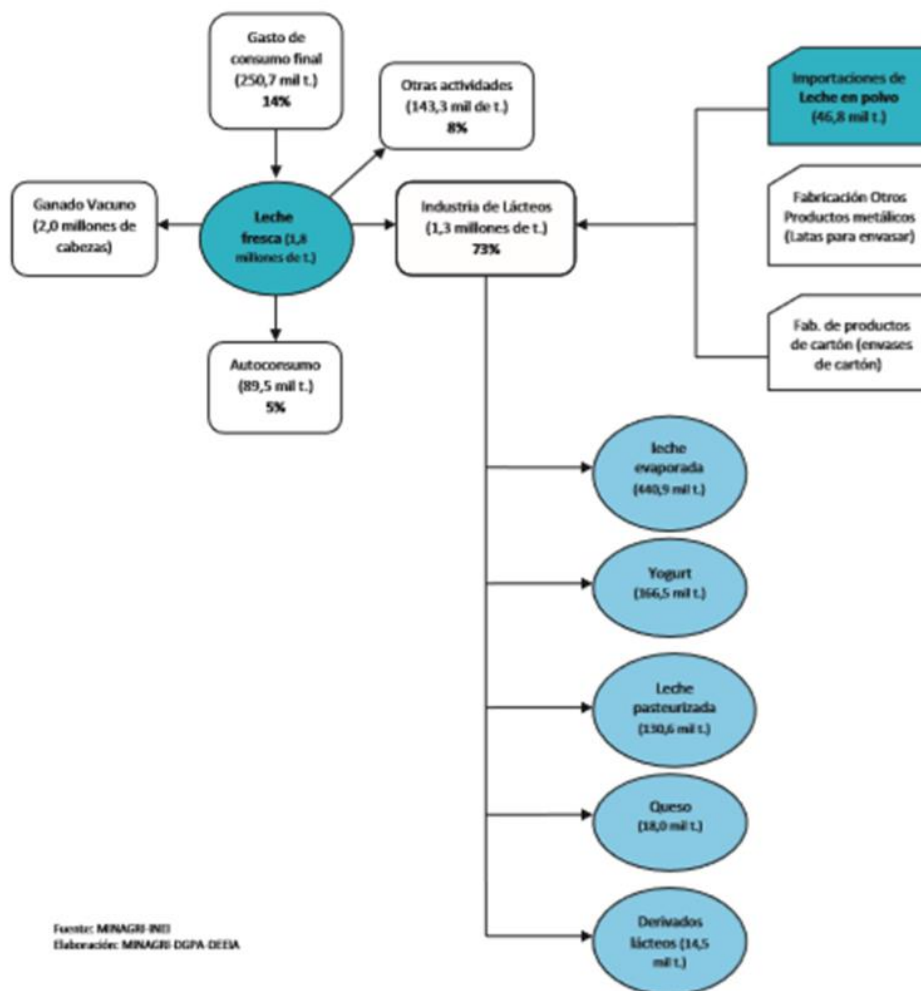 Gasto de
consumo final
(250,7 mil t.)
14%
Otras actividades
(143,3 mil de t.)
8%
Importaciones de
Leche en polvo
(46,8 mil t.)
Ganado Vacuno
(2,0 millones de
cabezas)
Leche
fresca (1,8
millones de t.)
Industria de Lácteos
(1,3 millones de t.)
73%
Fabricación Otros
Productos metálicos
(Latas para envasar)
Autoconsumo
(89,5 mil t.)
5%
Fab. de productos
de cartón (envases
de cartón)
leche
evaporada
(440,9 mil t.)
Yogurt
(166,5 mil t.)
Leche
pasteurizada
(130,6 mil t.)
Queso
(18,0 mil t.)
Derivados
lácteos (14,5
mil t.)
Fuente: MINAGRI-INEI
Elaboración: MINAGRI-DGPA-DEEIA